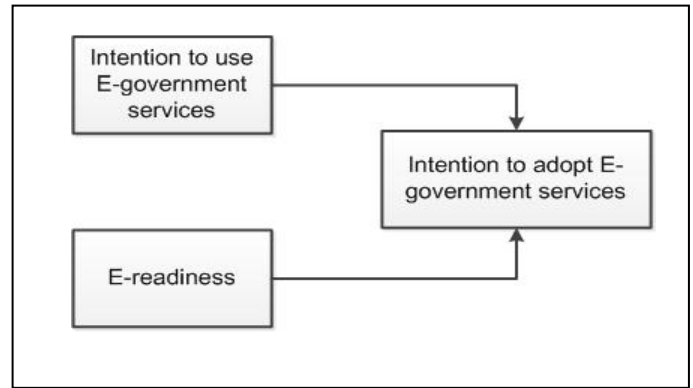 Intention to use
E-government
services
Intention to adopt E-
government services
E-readiness